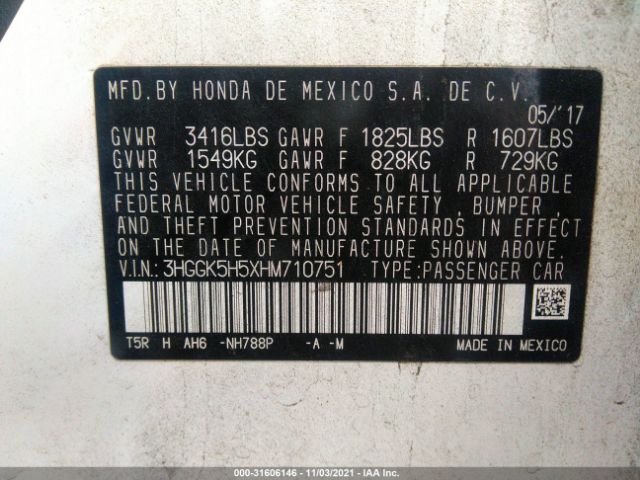 MFD. BY HONDA DE MEXICO S.A. DE C.V.
05/'17
GVWR 3416LBS GAWR F 1825LBS R 1607LBS
GVWR 1549KG GAWR F 828KG R 729KG
THIS VEHICLE CONFORMS TO ALL APPLICABLE
FEDERAL MOTOR VEHICLE SAFETY , BUMPER ,
AND THEFT PREVENTION STANDARDS IN EFFECT
ON THE DATE OF MANUFACTURE SHOWN ABOVE.
V.I.N.: 3HGGK5H5XHM710751 TYPE:PASSENGER CAR
T5R H AH6 -NH788P -A -M MADE IN MEXICO
000-31606146 - 11/03/2021 - IAA Inc.